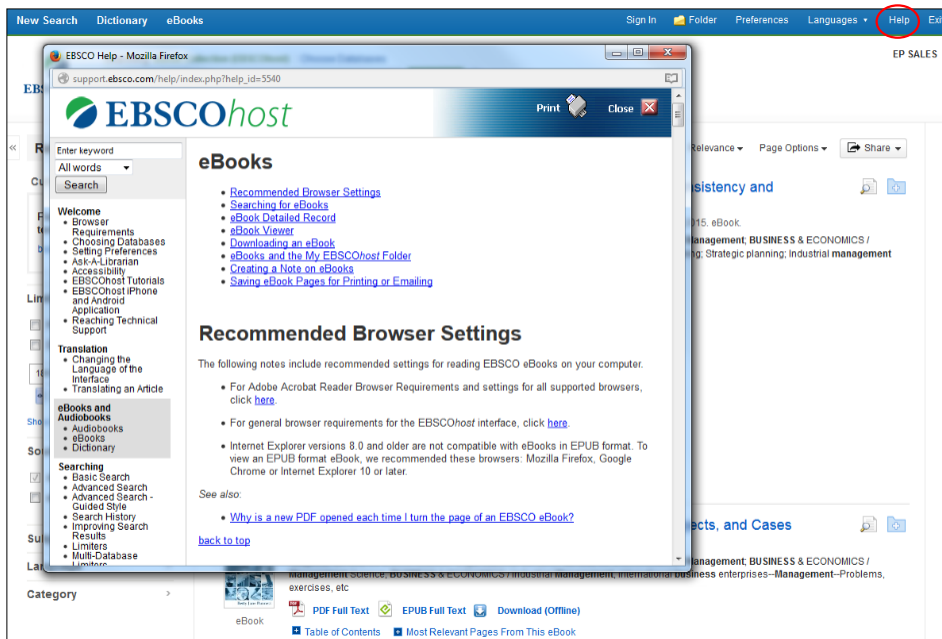 New Search Dictionary eBooks Sign In Folder Preferences Languages Help Exi
EP SALES
EBSCO Help - Mozilla Firefox
support.ebsco.com/help/index.php?help_id=5540
EBSCOhost Print Close
Enter keyword
All words
Search
Welcome
• Browser
Requirements
• Choosing Databases
• Setting Preferences
• Ask-A-Librarian
• Accessibility
• EBSCOhost Tutorials
• EBSCOhost iPhone
and Android
Application
• Reaching Technical
Support
Translation
• Changing the
Language of the
Interface
• Translating an Article
eBooks and
Audiobooks
• Audiobooks
• eBooks
• Dictionary
Searching
• Basic Search
• Advanced Search
• Advanced Search -
Guided Style
• Search History
• Improving Search
Results
• Limiters
• Multi-Database
Limiters
eBooks
• Recommended Browser Settings
• Searching for eBooks
• eBook Detailed Record
• eBook Viewer
• Downloading an eBook
• eBooks and the My EBSCOhost Folder
• Creating a Note on eBooks
• Saving eBook Pages for Printing or Emailing
Recommended Browser Settings
The following notes include recommended settings for reading EBSCO eBooks on your computer.
• For Adobe Acrobat Reader Browser Requirements and settings for all supported browsers,
click here.
• For general browser requirements for the EBSCOhost interface, click here.
• Internet Explorer versions 8.0 and older are not compatible with eBooks in EPUB format. To
view an EPUB format eBook, we recommended these browsers: Mozilla Firefox, Google
Chrome or Internet Explorer 10 or later.
See also:
• Why is a new PDF opened each time I turn the page of an EBSCO eBook?
back to top
Relevance Page Options Share
sistency and
015. eBook.
Management; BUSINESS & ECONOMICS /
ng; Strategic planning; Industrial management
ects, and Cases
Management; BUSINESS & ECONOMICS /
Management Science; BUSINESS & ECONOMICS / Industrial Management; International business enterprises--Management--Problems,
exercises, etc
eBook
PDF Full Text EPUB Full Text Download (Offline)
Table of Contents Most Relevant Pages From This eBook
Category